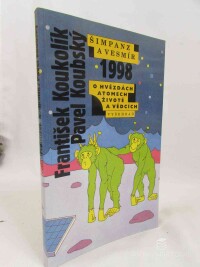 František Koukolík
Pavel Koubský
ŠIMPANZ
A VESMÍR
1998
O HVĚZDÁCH
ATOMECH
ŽIVOTĚ
A VĚDCÍCH